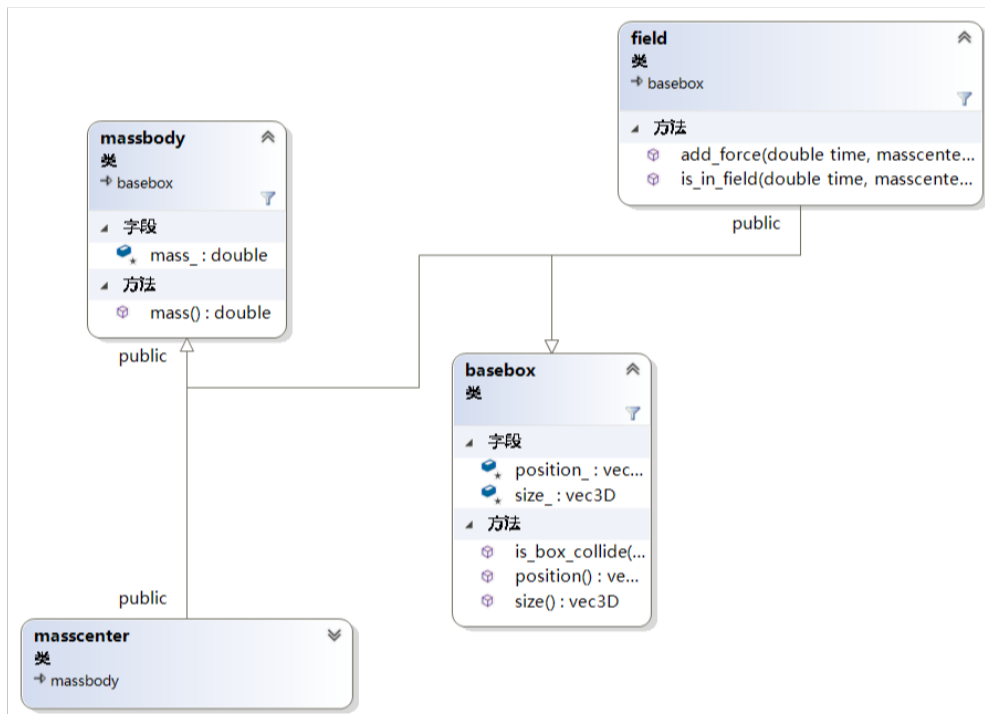 field
类
basebox
方法
add_force(double time, masscente...
is_in_field(double time, masscente...
public
massbody
类
basebox
字段
mass_ : double
方法
mass() : double
public
basebox
类
字段
position_ : vec...
size_ : vec3D
方法
is_box_collide(...
position() : ve...
size() : vec3D
public
masscenter
类
massbody